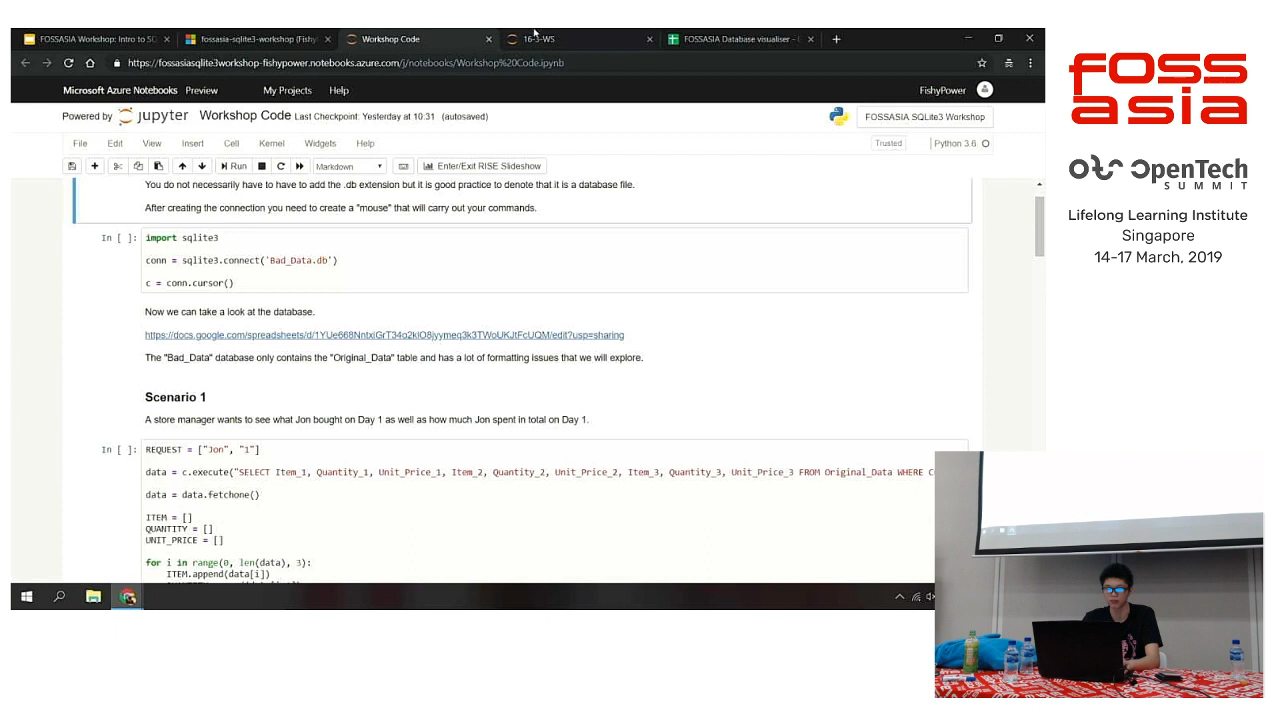 FOSSASIA Workshop: Intro to SQ
fossasia-sqlite3-workshop (Fishy
Workshop Code
16-3-WS
FOSSASIA Database visualiser - G
https://fossasiasqlite3workshop-fishypower.notebooks.azure.com/j/notebooks/Workshop%20Code.ipynb
Microsoft Azure Notebooks Preview My Projects Help FishyPower
Powered by jupyter Workshop Code Last Checkpoint: Yesterday at 10:31 (autosaved) FOSSASIA SQLite3 Workshop
File Edit View Insert Cell Kernel Widgets Help Trusted Python 3.6
Run Markdown Enter/Exit RISE Slideshow
You do not necessarily have to have to add the .db extension but it is good practice to denote that it is a database file.
After creating the connection you need to create a "mouse" that will carry out your commands.
In [ ]: import sqlite3
conn = sqlite3.connect('Bad_Data.db')
c = conn.cursor()
Now we can take a look at the database.
The "Bad_Data" database only contains the "Original_Data" table and has a lot of formatting issues that we will explore.
Scenario 1
A store manager wants to see what Jon bought on Day 1 as well as how much Jon spent in total on Day 1.
In [ ]: REQUEST = ["Jon", "1"]
data = c.execute("SELECT Item_1, Quantity_1, Unit_Price_1, Item_2, Quantity_2, Unit_Price_2, Item_3, Quantity_3, Unit_Price_3 FROM Original_Data WHERE C
data = data.fetchone()
ITEM = []
QUANTITY = []
UNIT_PRICE = []
for i in range(0, len(data), 3):
ITEM.append(data[i])
FOSS
ASIA
OpenTech
SUMMIT
Lifelong Learning Institute
Singapore
14-17 March, 2019